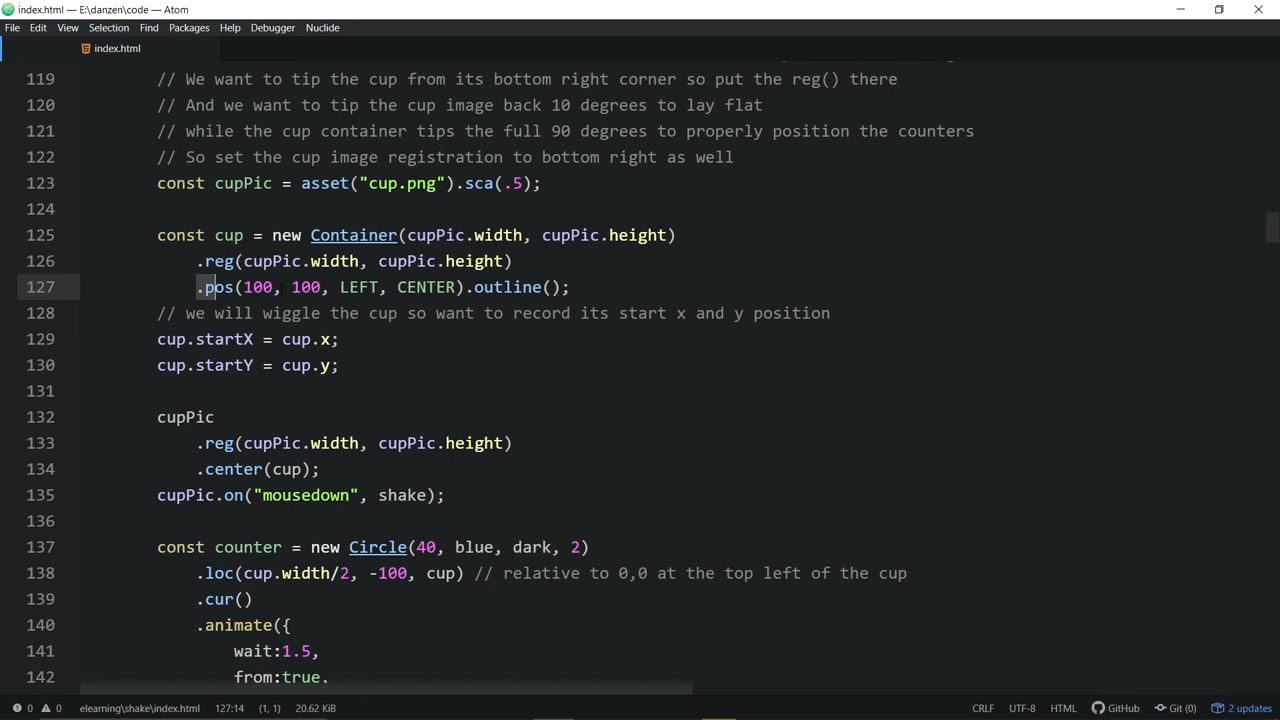 index.html — E:\danzen\code — Atom
File Edit View Selection Find Packages Help Debugger Nuclide
index.html
119 // We want to tip the cup from its bottom right corner so put the reg() there
120 // And we want to tip the cup image back 10 degrees to lay flat
121 // while the cup container tips the full 90 degrees to properly position the counters
122 // So set the cup image registration to bottom right as well
123 const cupPic = asset("cup.png").sca(.5);
124
125 const cup = new Container(cupPic.width, cupPic.height)
126 .reg(cupPic.width, cupPic.height)
127 .pos(100, 100, LEFT, CENTER).outline();
128 // we will wiggle the cup so want to record its start x and y position
129 cup.startX = cup.x;
130 cup.startY = cup.y;
131
132 cupPic
133 .reg(cupPic.width, cupPic.height)
134 .center(cup);
135 cupPic.on("mousedown", shake);
136
137 const counter = new Circle(40, blue, dark, 2)
138 .loc(cup.width/2, -100, cup) // relative to 0,0 at the top left of the cup
139 .cur()
140 .animate({
141 wait:1.5,
142 from:true,
0 0 elearning\shake\index.html 127:14 (1, 1) 20.62 KiB CRLF UTF-8 HTML GitHub Git (0) 2 updates